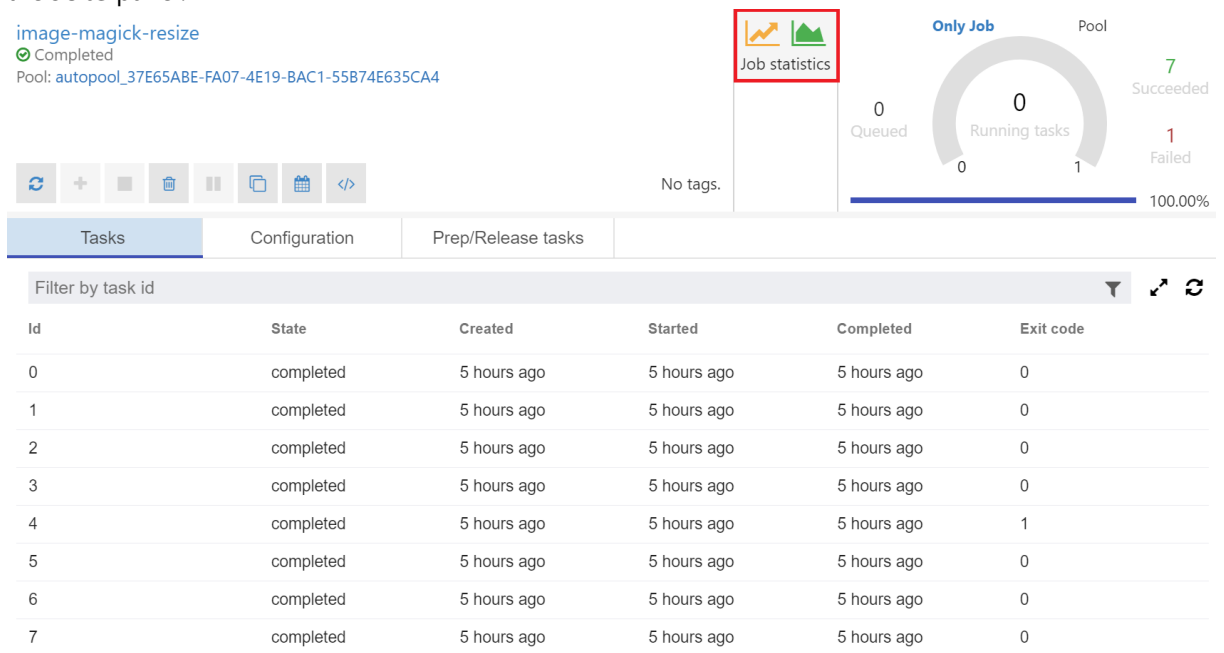 image-magick-resize
Completed
Pool: autopool_37E65ABE-FA07-4E19-BAC1-55B74E635CA4
No tags.
Job statistics
Only Job Pool
0
Queued
0
Running tasks
0 1
7
Succeeded
1
Failed
100.00%
Tasks Configuration Prep/Release tasks
Filter by task id
Id State Created Started Completed Exit code
0 completed 5 hours ago 5 hours ago 5 hours ago 0
1 completed 5 hours ago 5 hours ago 5 hours ago 0
2 completed 5 hours ago 5 hours ago 5 hours ago 0
3 completed 5 hours ago 5 hours ago 5 hours ago 0
4 completed 5 hours ago 5 hours ago 5 hours ago 1
5 completed 5 hours ago 5 hours ago 5 hours ago 0
6 completed 5 hours ago 5 hours ago 5 hours ago 0
7 completed 5 hours ago 5 hours ago 5 hours ago 0